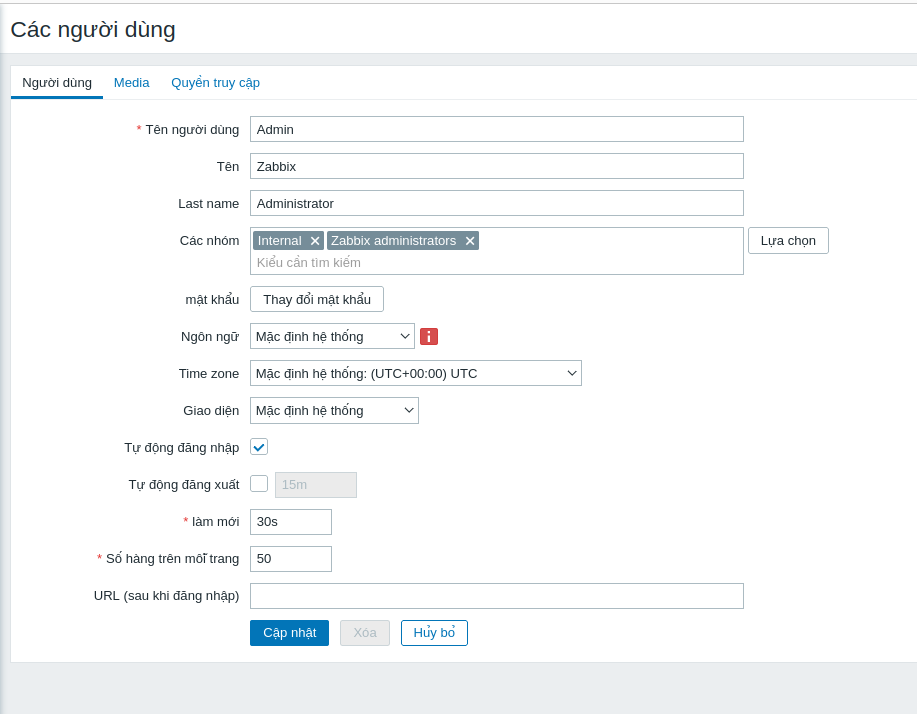 Các người dùng
Người dùng Media Quyển truy cập
* Tên người dùng Admin
Tên Zabbix
Last name Administrator
Các nhóm Internal Zabbix administrators Lựa chọn
Kiểu cần tìm kiếm
mật khẩu Thay đổi mật khẩu
Ngôn ngữ Mặc định hệ thống
Time zone Mặc định hệ thống: (UTC+00:00) UTC
Giao diện Mặc định hệ thống
Tự động đăng nhập
Tự động đăng xuất 15m
* làm mới 30s
* Số hàng trên mỗi trang 50
URL (sau khi đăng nhập)
Cập nhật Xóa Hủy bỏ